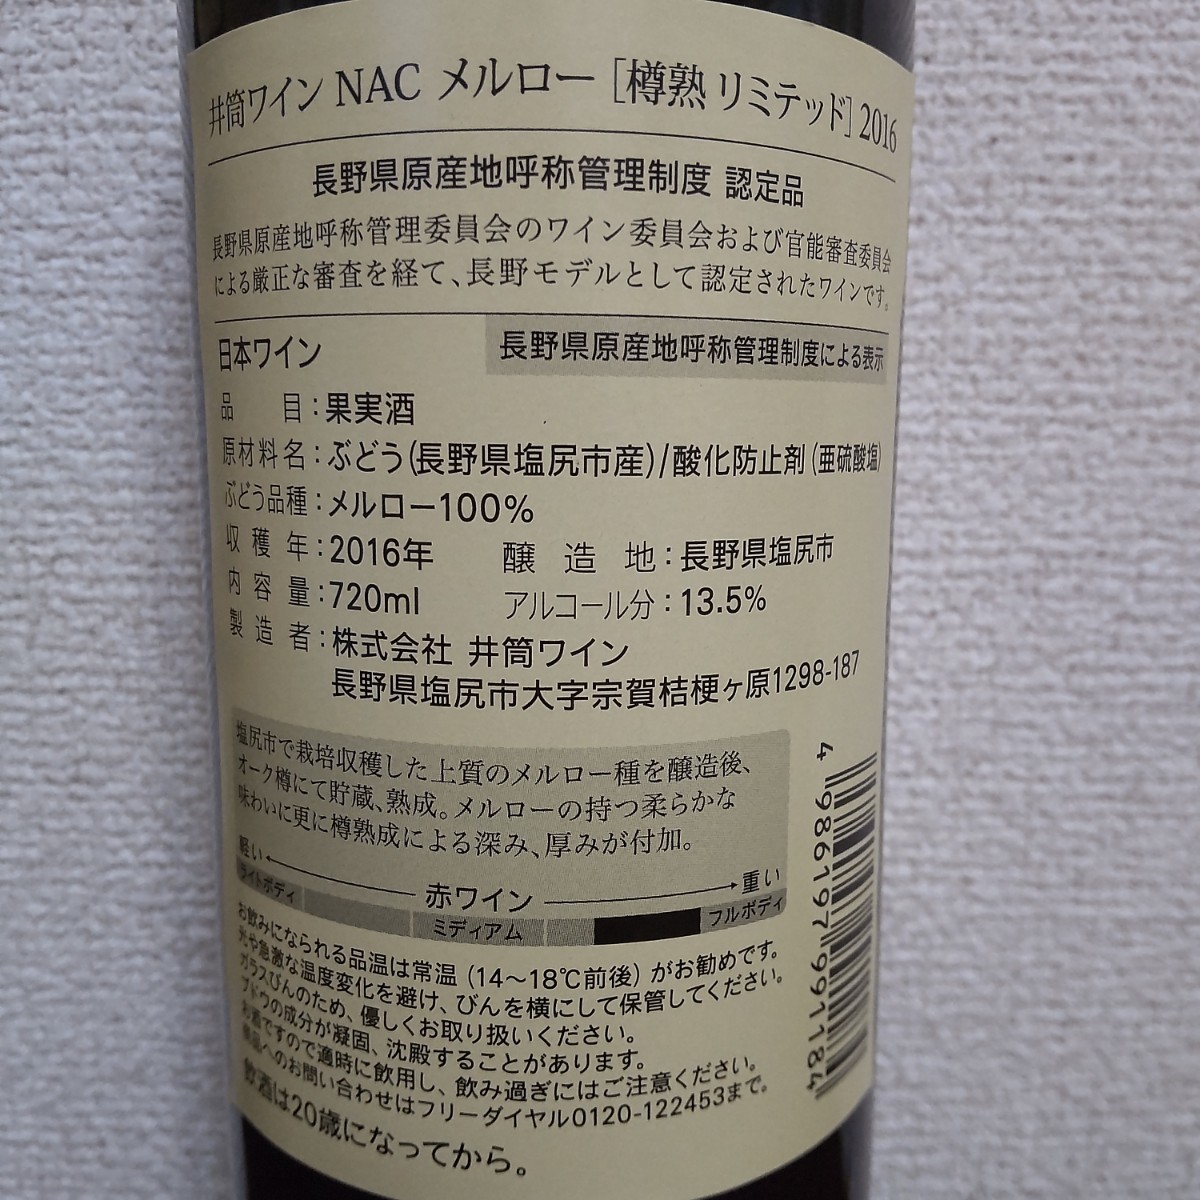 井筒ワイン NAC メルロー [樽熟 リミテッド] 2016
長野県原産地呼称管理制度 認定品
長野県原産地呼称管理委員会のワイン委員会および官能審査委員会
による厳正な審査を経て、長野モデルとして認定されたワインです。
日本ワイン
長野県原産地呼称管理制度による表示
品目:果実酒
原材料名:ぶどう(長野県塩尻市産)/酸化防止剤(亜硫酸塩)
ぶどう品種:メルロー100%
収穫年:2016年 醸造地:長野県塩尻市
内容量:720ml アルコール分:13.5%
製造者:株式会社 井筒ワイン
長野県塩尻市大字宗賀桔梗ヶ原1298-187
塩尻市で栽培収穫した上質のメルロー種を醸造後、
オーク樽にて貯蔵、熟成。メルローの持つ柔らかな
味わいに更に樽熟成による深み、厚みが付加。
軽い 赤ワイン 重い
ライトボディ ミディアム フルボディ
お飲みになられる品温は常温(14〜18℃前後)がお勧めです。
光や急激な温度変化を避け、びんを横にして保管してください。
ガラスびんのため、優しくお取り扱いください。
ブドウの成分が凝固、沈殿することがあります。
お酒ですので適時に飲用し、飲み過ぎにはご注意ください。
商品へのお問い合わせはフリーダイヤル0120-122453まで。
飲酒は20歳になってから。
4 986197 991184